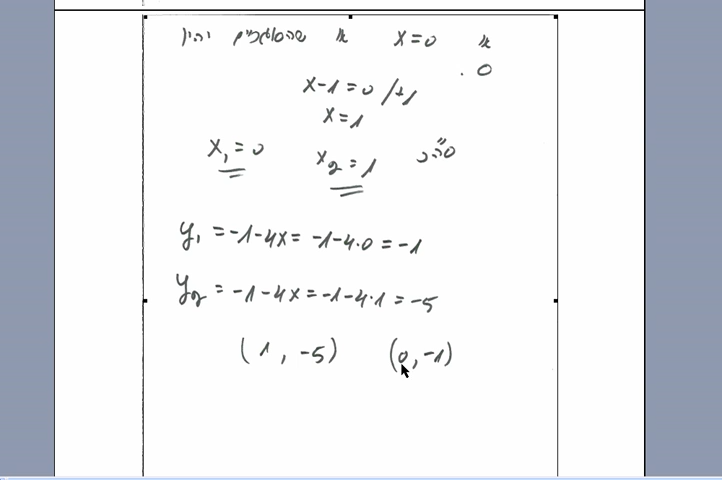 x=0 או
. 0
x-1=0 /+1
x=1
x₁=0 x₂=1
y₁ = -1-4x = -1-4·0 = -1
y₂ = -1-4x = -1-4·1 = -5
(1, -5) (0, -1)